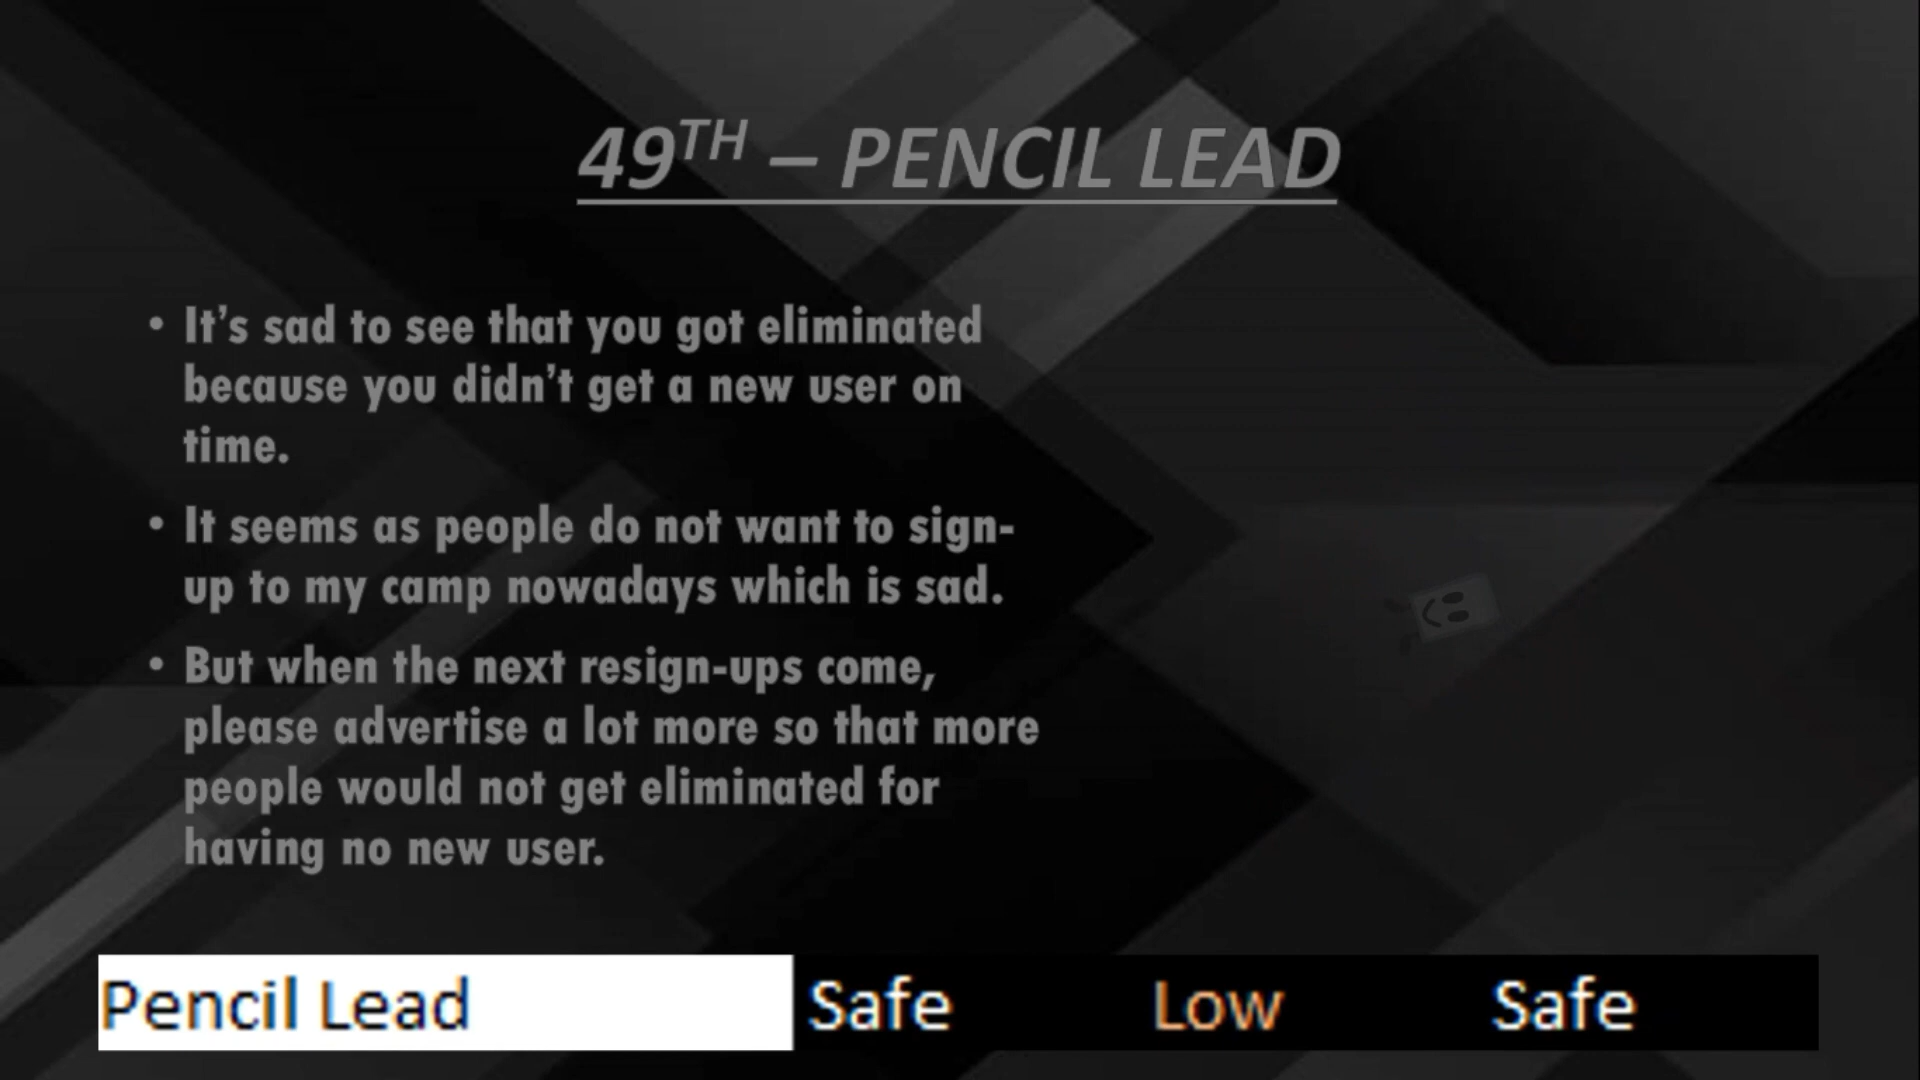 49TH – PENCIL LEAD
• It’s sad to see that you got eliminated
because you didn’t get a new user on
time.
• It seems as people do not want to sign-
up to my camp nowadays which is sad.
• But when the next resign-ups come,
please advertise a lot more so that more
people would not get eliminated for
having no new user.
Pencil Lead Safe Low Safe